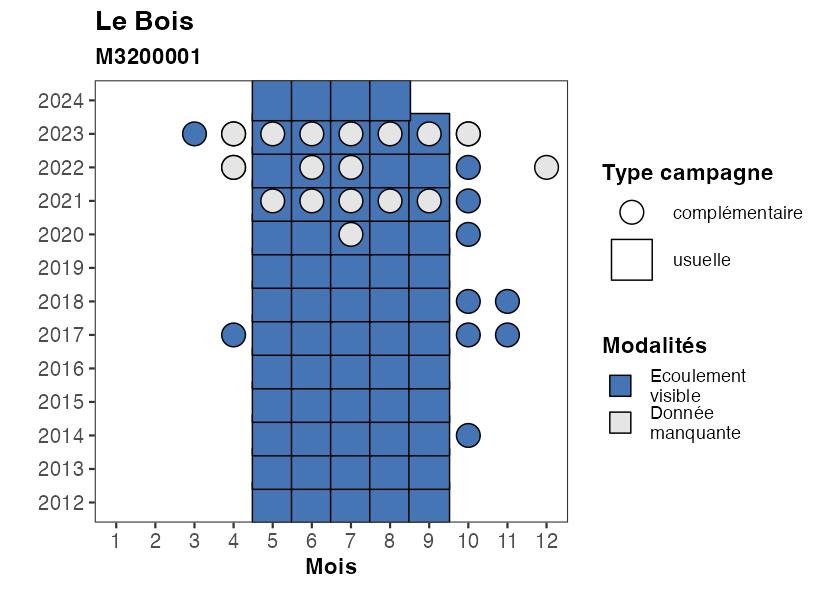 Le Bois
M3200001
2024
2023
2022
2021
2020
2019
2018
2017
2016
2015
2014
2013
2012
1 2 3 4 5 6 7 8 9 10 11 12
Mois
Type campagne
complémentaire
usuelle
Modalités
Ecoulement
visible
Donnée
manquante